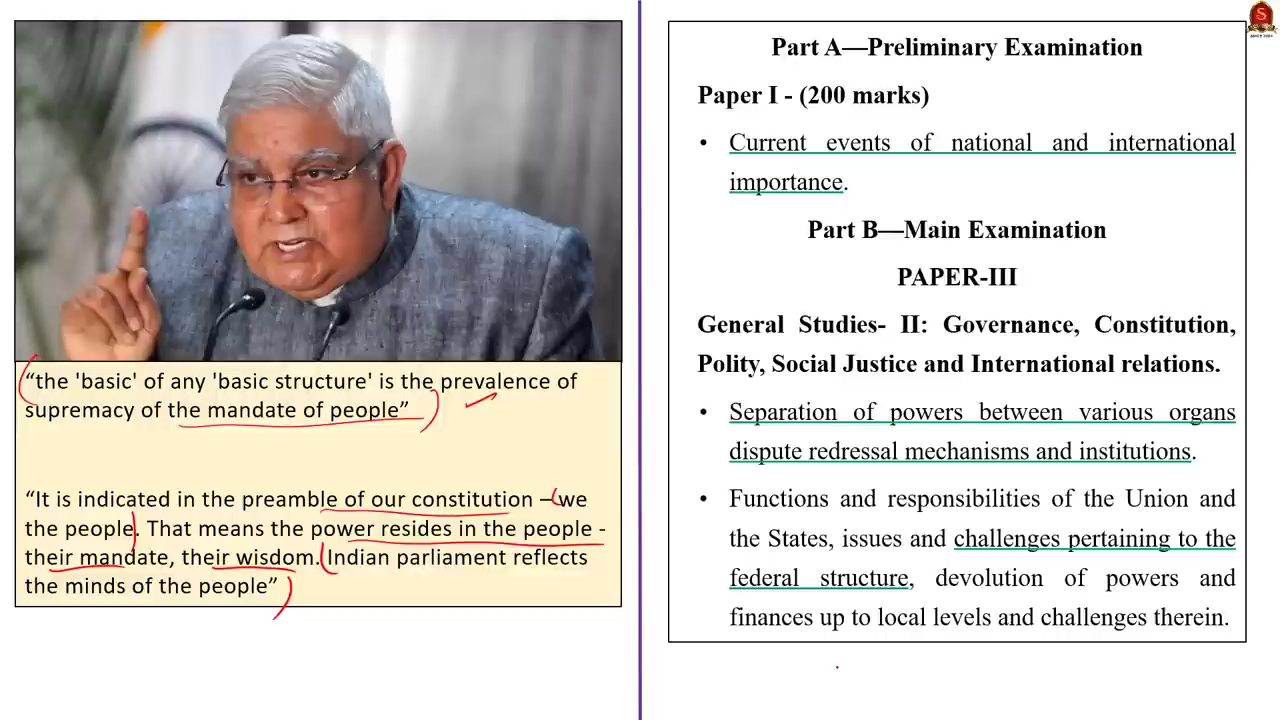 “the 'basic' of any 'basic structure' is the prevalence of
supremacy of the mandate of people”
“It is indicated in the preamble of our constitution – we
the people. That means the power resides in the people -
their mandate, their wisdom. Indian parliament reflects
the minds of the people”
Part A—Preliminary Examination
Paper I - (200 marks)
• Current events of national and international
importance.
Part B—Main Examination
PAPER-III
General Studies- II: Governance, Constitution,
Polity, Social Justice and International relations.
• Separation of powers between various organs
dispute redressal mechanisms and institutions.
• Functions and responsibilities of the Union and
the States, issues and challenges pertaining to the
federal structure, devolution of powers and
finances up to local levels and challenges therein.
S